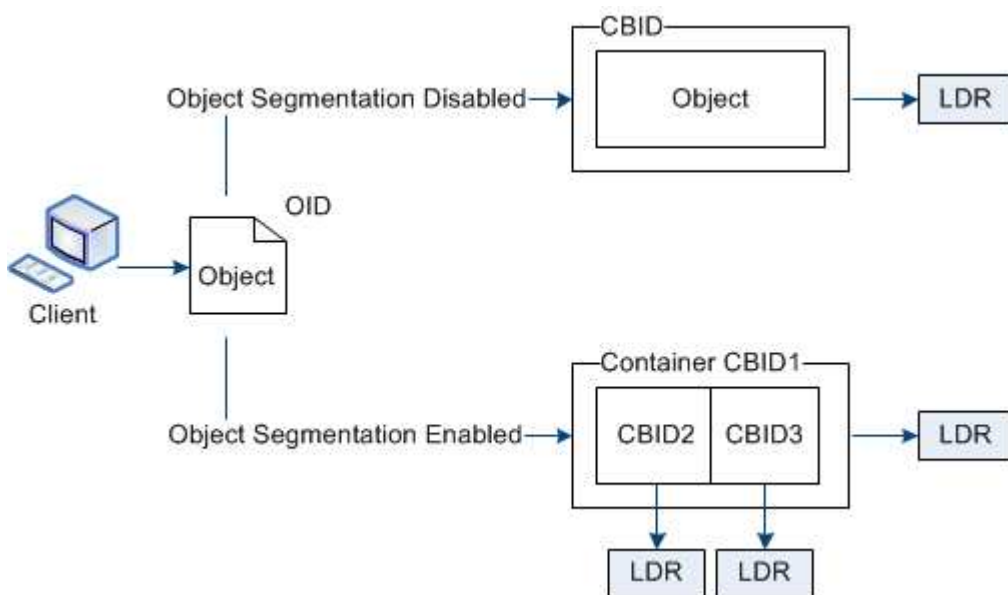 CBID
Object Segmentation Disabled
Object
LDR
OID
Object
Client
Container CBID1
Object Segmentation Enabled
CBID2
CBID3
LDR
LDR
LDR